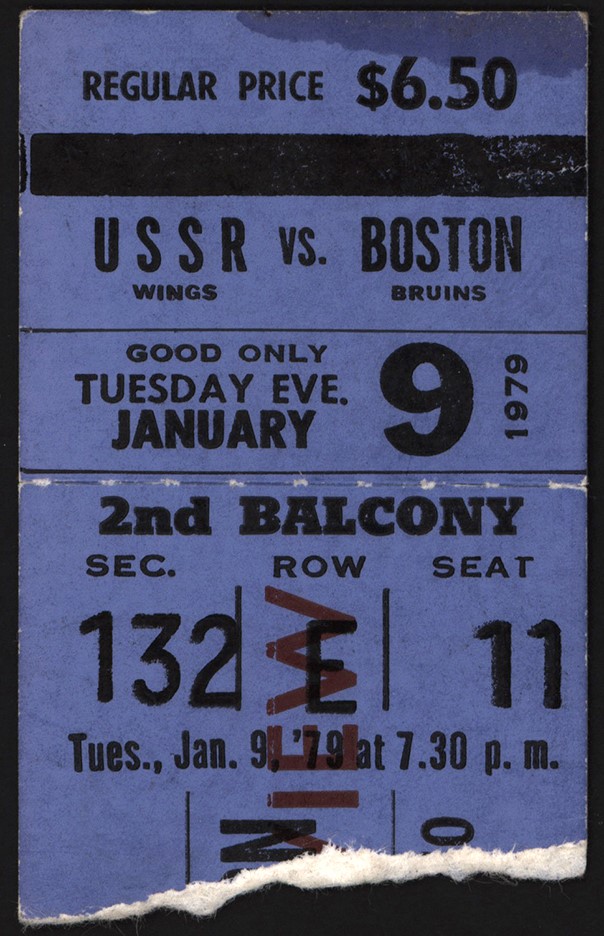 REGULAR PRICE $6.50
USSR VS. BOSTON
WINGS BRUINS
GOOD ONLY
TUESDAY EVE.
JANUARY 9 1979
2nd BALCONY
SEC. ROW SEAT
132 E 11
Tues., Jan. 9, '79 at 7.30 p. m.